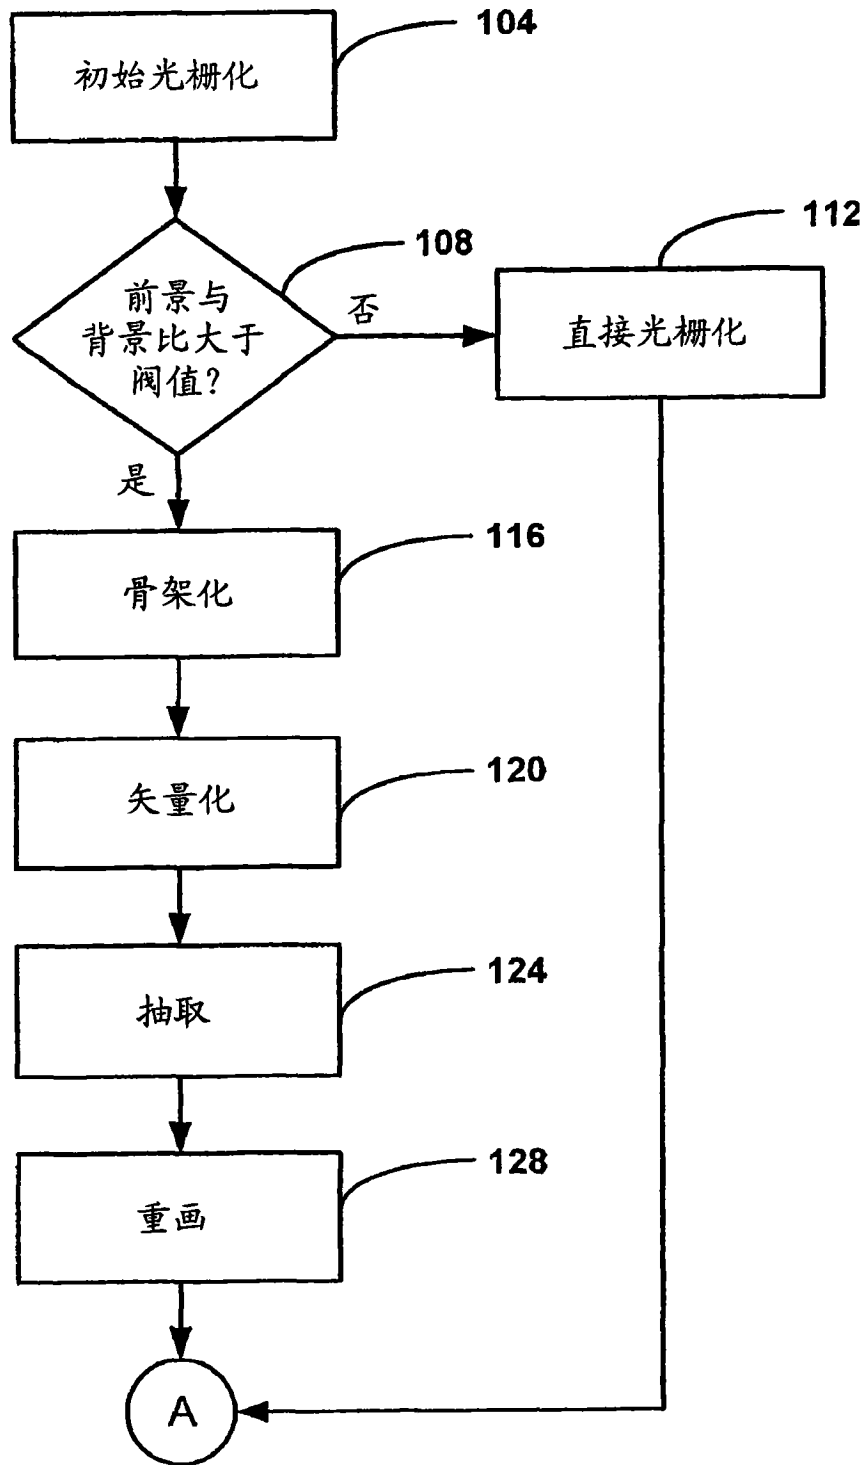 104
初始光栅化
108
112
前景与
背景比大于
阀值?
否
直接光栅化
是
116
骨架化
120
矢量化
124
抽取
128
重画
A